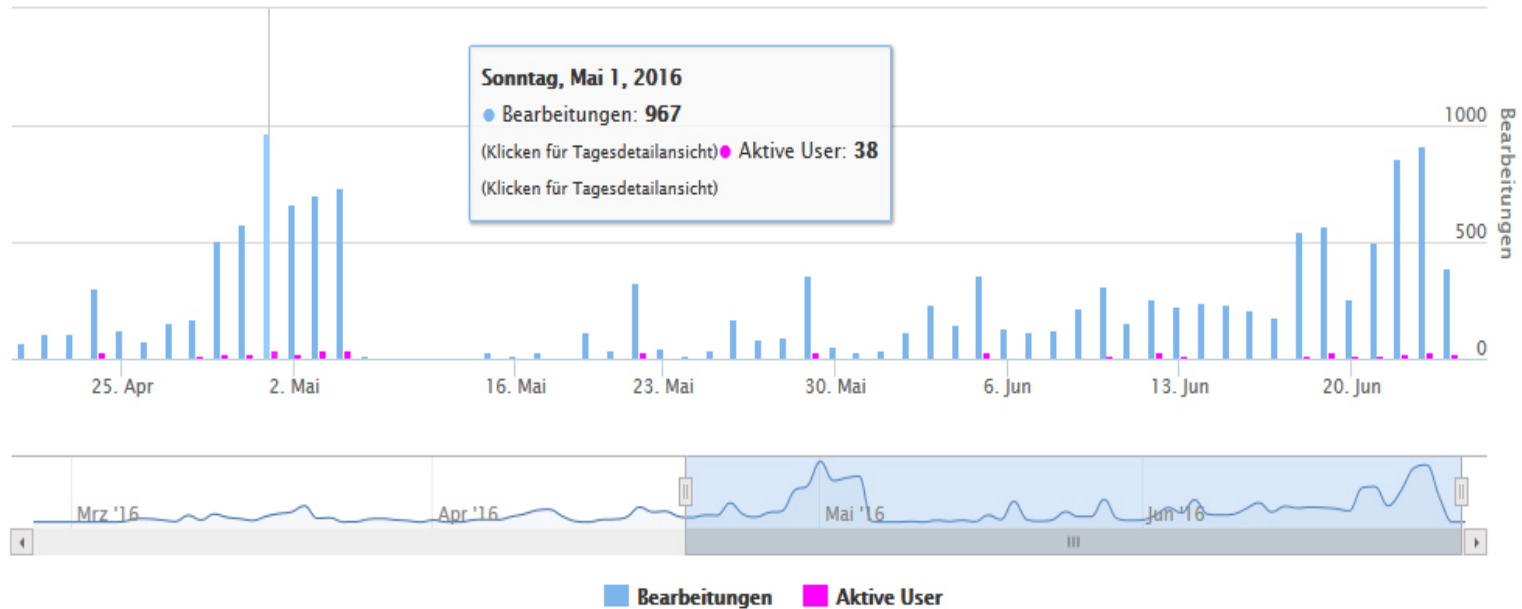 Sonntag, Mai 1, 2016
● Bearbeitungen: 967
(Klicken für Tagesdetailansicht)● Aktive User: 38
(Klicken für Tagesdetailansicht)
1000
500
0
Bearbeitungen
25. Apr
2. Mai
16. Mai
23. Mai
30. Mai
6. Jun
13. Jun
20. Jun
Mrz '16
Apr '16
Mai '16
Jun '16
Bearbeitungen
Aktive User